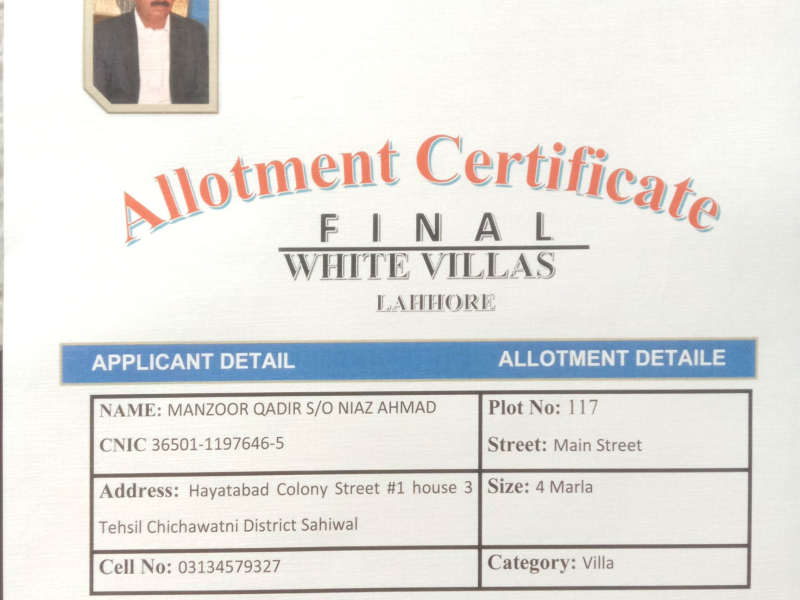 Allotment Certificate
FINAL
WHITE VILLAS
LAHHORE
APPLICANT DETAIL
ALLOTMENT DETAILE
NAME: MANZOOR QADIR S/O NIAZ AHMAD
CNIC 36501-1197646-5
Plot No: 117
Street: Main Street
Address: Hayatabad Colony Street #1 house 3
Tehsil Chichawatni District Sahiwal
Size: 4 Marla
Cell No: 03134579327
Category: Villa